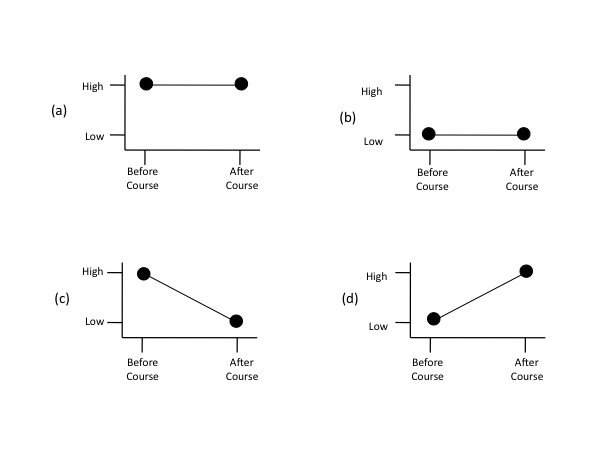 (a)
High
Low
Before
Course
After
Course
(b)
High
Low
Before
Course
After
Course
(c)
High
Low
Before
Course
After
Course
(d)
High
Low
Before
Course
After
Course